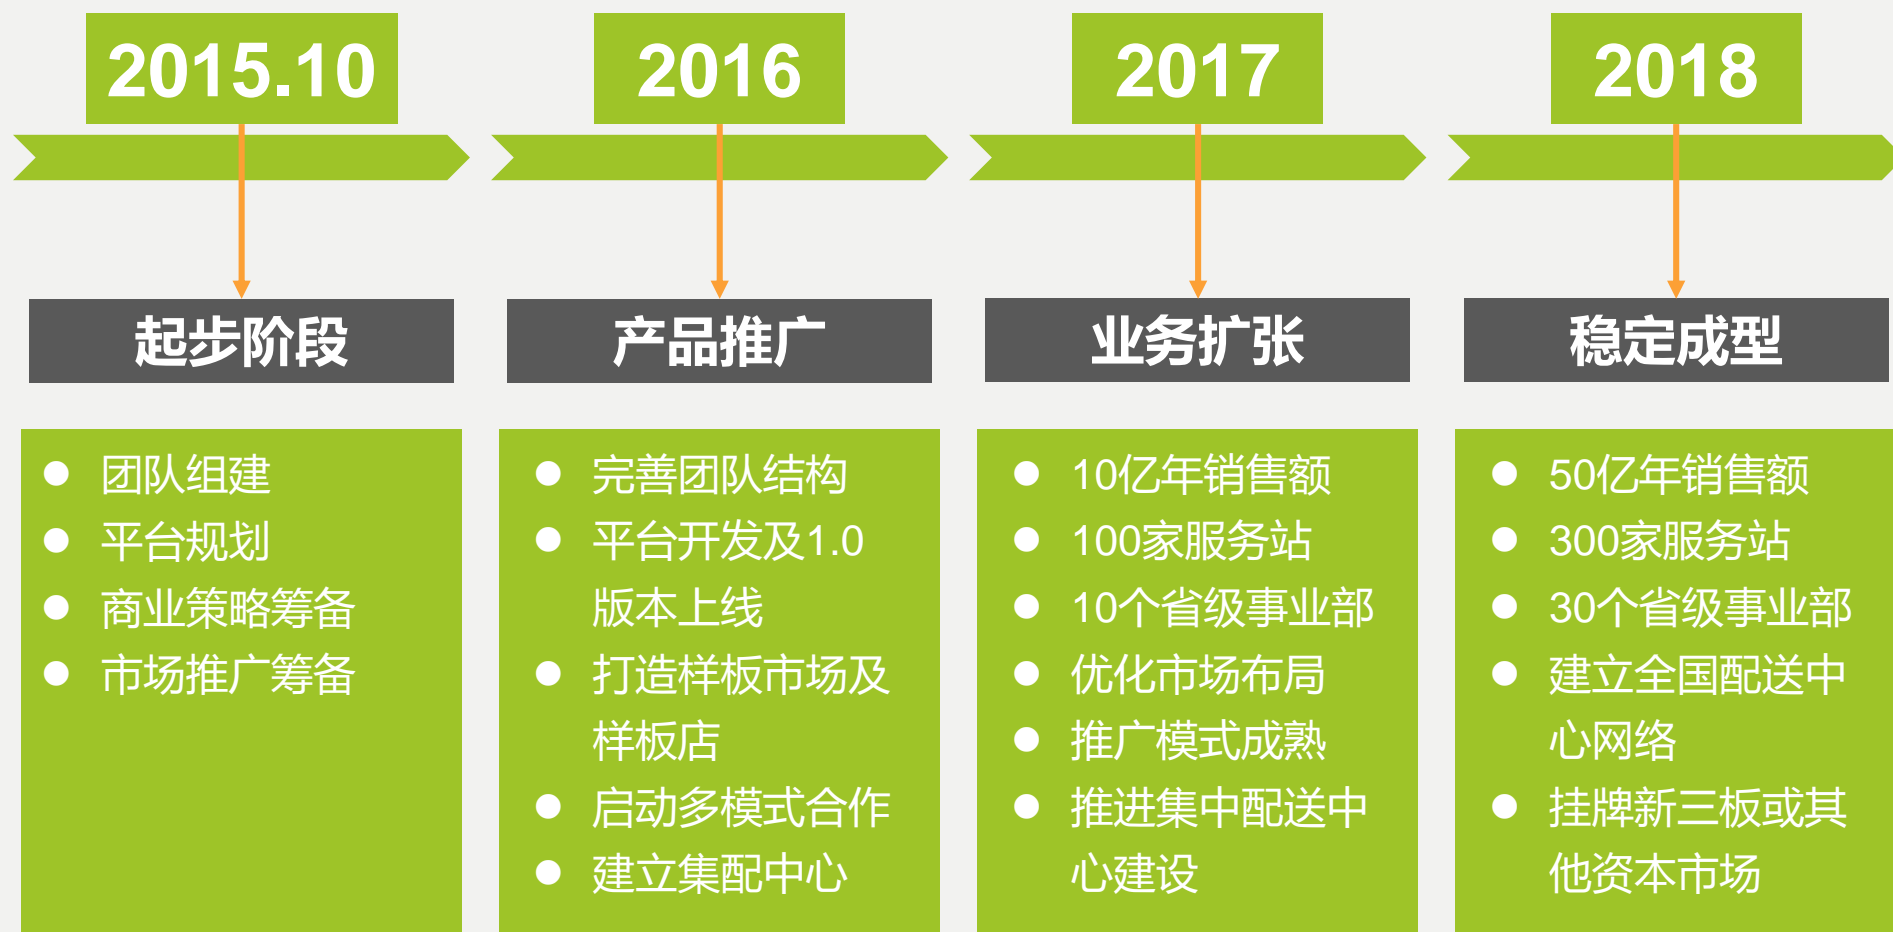 2015.10
2016
2017
2018
起步阶段
产品推广
业务扩张
稳定成型
团队组建
平台规划
商业策略筹备
市场推广筹备
完善团队结构
平台开发及1.0
版本上线
打造样板市场及
样板店
启动多模式合作
建立集配中心
10亿年销售额
100家服务站
10个省级事业部
优化市场布局
推广模式成熟
推进集中配送中
心建设
50亿年销售额
300家服务站
30个省级事业部
建立全国配送中
心网络
挂牌新三板或其
他资本市场